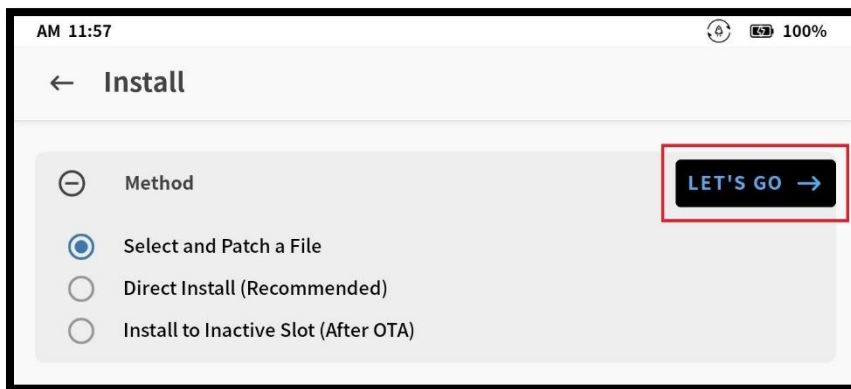 AM 11:57 100%
← Install
Method LET'S GO →
Select and Patch a File
Direct Install (Recommended)
Install to Inactive Slot (After OTA)